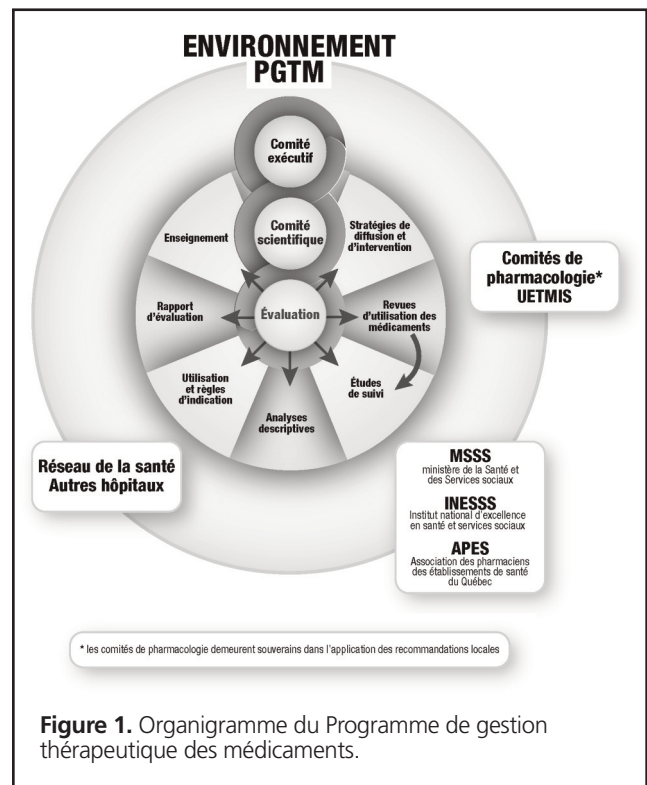 ENVIRONNEMENT
PGTM
Comité
exécutif
Comité
scientifique
Enseignement
Stratégies de
diffusion et
d'intervention
Rapport
d'évaluation
Évaluation
Revues
d'utilisation des
médicaments
Utilisation
et règles
d'indication
Analyses
descriptives
Études
de suivi
Comités de
pharmacologie*
UETMIS
Réseau de la santé
Autres hôpitaux
MSSS
ministère de la Santé et
des Services sociaux
INESSS
Institut national d'excellence
en santé et services sociaux
APES
Association des pharmaciens
des établissements de santé
du Québec
* les comités de pharmacologie demeurent souverains dans l'application des recommandations locales
Figure 1. Organigramme du Programme de gestion
thérapeutique des médicaments.